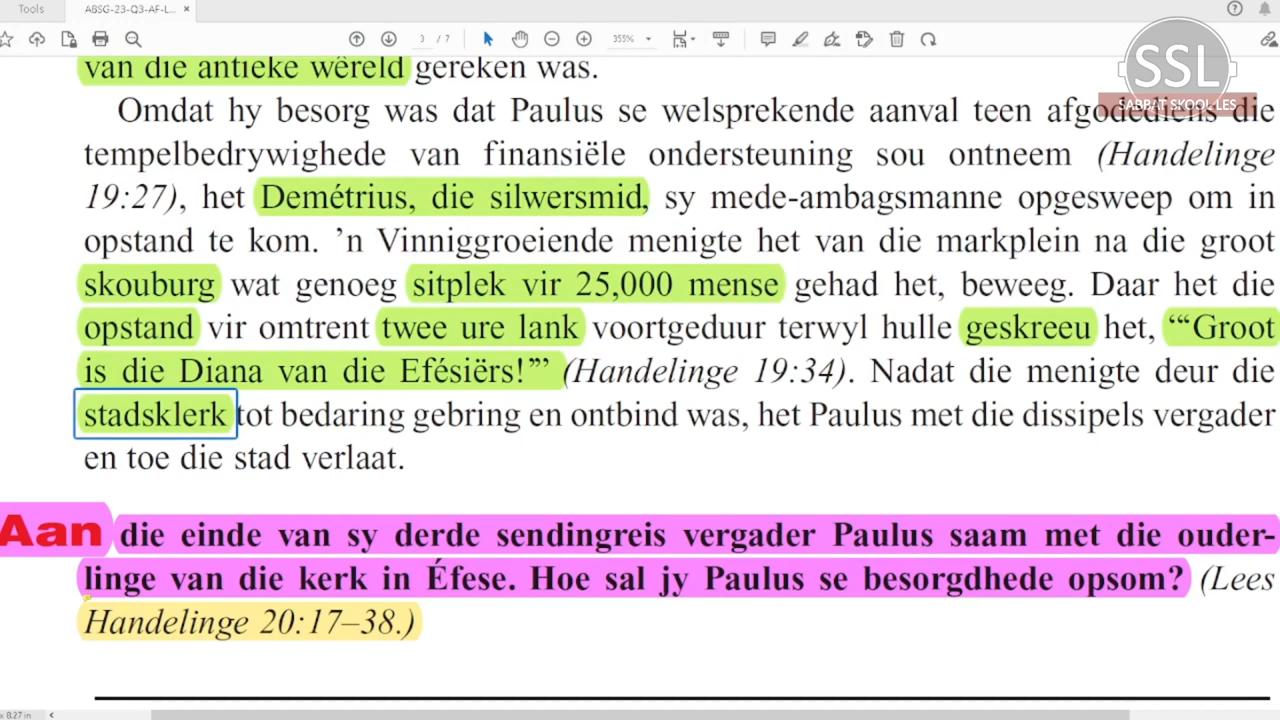 Tools
ABSG-23-Q3-AF-L...
3 / 7
355%
SSL
SABBAT SKOOL LES
van die antieke wêreld gereken was.
Omdat hy besorg was dat Paulus se welsprekende aanval teen afgodediens die
tempelbedrywighede van finansiële ondersteuning sou ontneem (Handelinge
19:27), het Demétrius, die silwersmid, sy mede-ambagsmanne opgesweep om in
opstand te kom. ’n Vinniggroeiende menigte het van die markplein na die groot
skouburg wat genoeg sitplek vir 25,000 mense gehad het, beweeg. Daar het die
opstand vir omtrent twee ure lank voortgeduur terwyl hulle geskreeu het, “‘Groot
is die Diana van die Efésiërs!’” (Handelinge 19:34). Nadat die menigte deur die
stadsklerk tot bedaring gebring en ontbind was, het Paulus met die dissipels vergader
en toe die stad verlaat.
Aan die einde van sy derde sendingreis vergader Paulus saam met die ouder-
linge van die kerk in Éfese. Hoe sal jy Paulus se besorgdhede opsom? (Lees
Handelinge 20:17–38.)
x 8.27 in